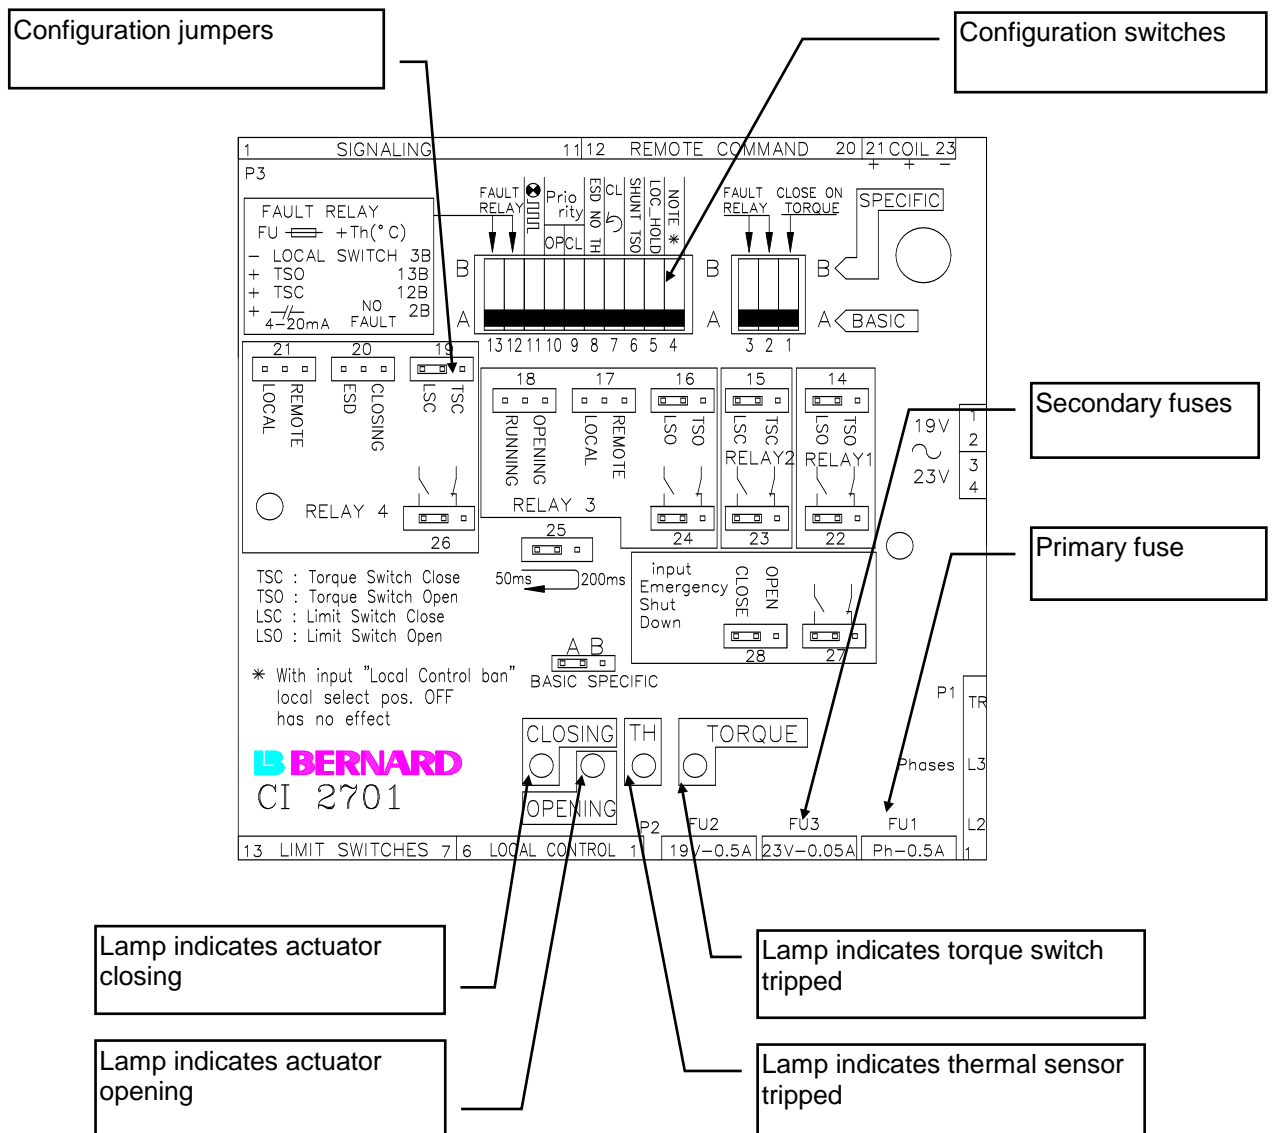 Configuration jumpers
Configuration switches
1 SIGNALING 11 12 REMOTE COMMAND 20 21 COIL 23
+ + -
P3
FAULT RELAY
FU +Th(°C)
- LOCAL SWITCH 3B
+ TSO 13B
+ TSC 12B
+ 4-20mA NO FAULT 2B
FAULT RELAY
Priority
OP CL
ESD NO TH
CL
SHUNT TSO
LOC_HOLD
NOTE *
FAULT RELAY
CLOSE ON TORQUE
SPECIFIC
B B B
A A A BASIC
13 12 11 10 9 8 7 6 5 4 3 2 1
21 20 19
LOCAL REMOTE ESD CLOSING LSC TSC
18 17 16 15 14
RUNNING OPENING LOCAL REMOTE LSO TSO LSC TSC LSO TSO
RELAY2 RELAY1
RELAY 4
RELAY 3
26 25 24 23 22
50ms 200ms
19V
23V
1
2
3
4
Secondary fuses
Primary fuse
TSC : Torque Switch Close
TSO : Torque Switch Open
LSC : Limit Switch Close
LSO : Limit Switch Open
input
Emergency
Shut
Down
CLOSE OPEN
28 27
A B
BASIC SPECIFIC
* With input "Local Control ban"
local select pos. OFF
has no effect
P1
TR
Phases L3
L2
1
CLOSING TH TORQUE
OPENING
LB BERNARD
CI 2701
P2 FU2 FU3 FU1
13 LIMIT SWITCHES 7 6 LOCAL CONTROL 1 19V-0.5A 23V-0.05A Ph-0.5A
Lamp indicates actuator
closing
Lamp indicates torque switch
tripped
Lamp indicates actuator
opening
Lamp indicates thermal sensor
tripped